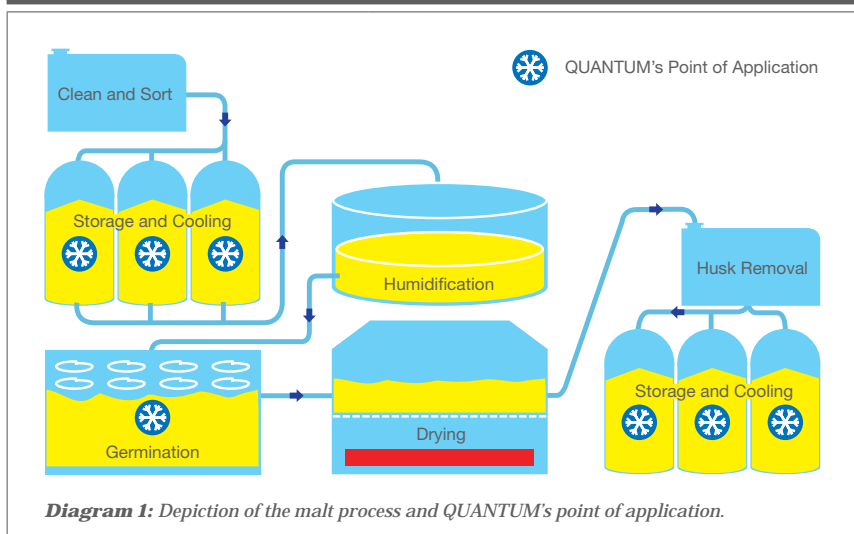 QUANTUM's Point of Application
Clean and Sort
Storage and Cooling
Humidification
Husk Removal
Germination
Drying
Storage and Cooling
Diagram 1: Depiction of the malt process and QUANTUM's point of application.